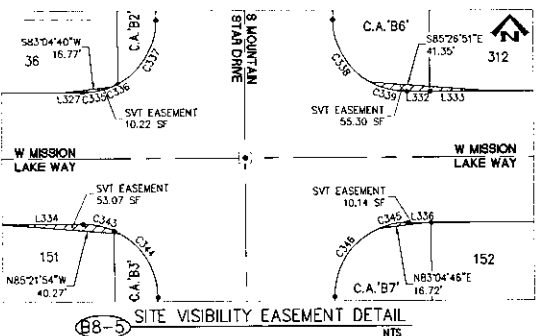 S83°04'40"W
16.77'
36
C.A.'B2'
C337
S MOUNTAIN
STAR DRIVE
C.A.'B6'
S85°26'51"E
41.35'
312
N
C338
L327
C335
C336
C339
L332
L333
SVT EASEMENT
10.22 SF
SVT EASEMENT
55.30 SF
W MISSION
LAKE WAY
W MISSION
LAKE WAY
SVT EASEMENT
53.07 SF
SVT EASEMENT
10.14 SF
L334
C343
C345
L336
151
C344
C346
152
N85°21'54"W
40.27'
C.A.'B3'
C.A.'B7'
N83°04'46"E
16.72'
B8-5
SITE VISIBILITY EASEMENT DETAIL
NTS